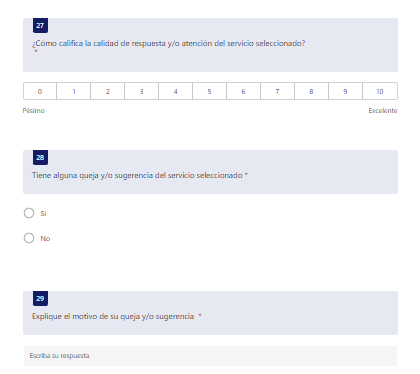 27
¿Cómo califica la calidad de respuesta y/o atención del servicio seleccionado?
*
0 1 2 3 4 5 6 7 8 9 10
Pésimo Excelente
28
Tiene alguna queja y/o sugerencia del servicio seleccionado *
Si
No
29
Explique el motivo de su queja y/o sugerencia *
Escriba su respuesta